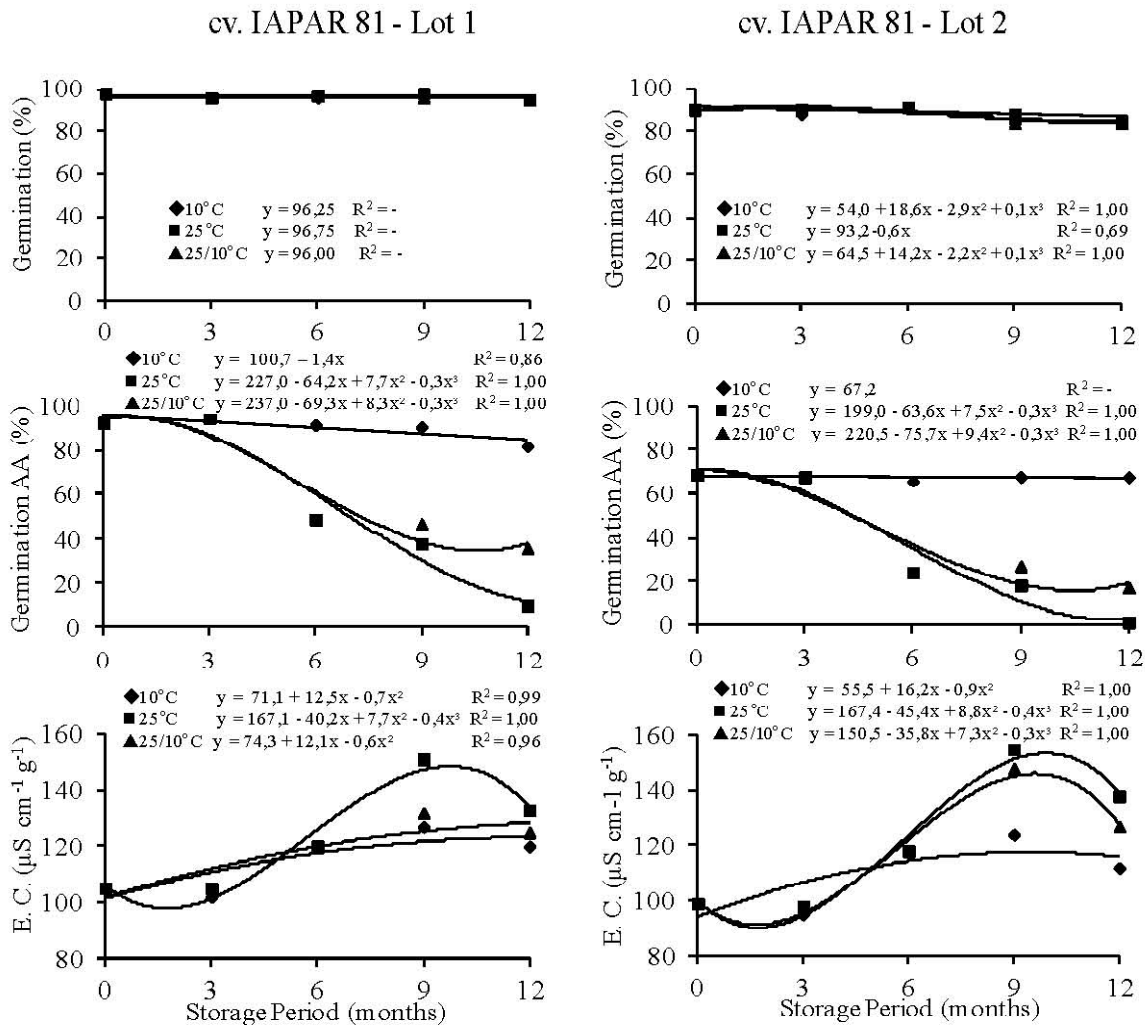 cv. IAPAR 81 - Lot 1
Germination (%)
100
80
60
40
20
0
◆10°C y = 96,25 R² = -
■25°C y = 96,75 R² = -
▲25/10°C y = 96,00 R² = -
0 3 6 9 12
◆10°C y = 100,7 – 1,4x R² = 0,86
■25°C y = 227,0 - 64,2x + 7,7x² - 0,3x³ R² = 1,00
▲25/10°C y = 237,0 - 69,3x + 8,3x² - 0,3x³ R² = 1,00
Germination AA (%)
100
80
60
40
20
0
0 3 6 9 12
◆10°C y = 71,1 + 12,5x - 0,7x² R² = 0,99
■25°C y = 167,1 - 40,2x + 7,7x² - 0,4x³ R² = 1,00
▲25/10°C y = 74,3 + 12,1x - 0,6x² R² = 0,96
E. C. (µS cm⁻¹ g⁻¹)
160
140
120
100
80
0 3 6 9 12
Storage Period (months)
cv. IAPAR 81 - Lot 2
Germination (%)
100
80
60
40
20
0
◆10°C y = 54,0 + 18,6x - 2,9x² + 0,1x³ R² = 1,00
■25°C y = 93,2 - 0,6x R² = 0,69
▲25/10°C y = 64,5 + 14,2x - 2,2x² + 0,1x³ R² = 1,00
0 3 6 9 12
◆10°C y = 67,2 R² = -
■25°C y = 199,0 - 63,6x + 7,5x² - 0,3x³ R² = 1,00
▲25/10°C y = 220,5 - 75,7x + 9,4x² - 0,3x³ R² = 1,00
Germination AA (%)
100
80
60
40
20
0
0 3 6 9 12
◆10°C y = 55,5 + 16,2x - 0,9x² R² = 1,00
■25°C y = 167,4 - 45,4x + 8,8x² - 0,4x³ R² = 1,00
▲25/10°C y = 150,5 - 35,8x + 7,3x² - 0,3x³ R² = 1,00
E. C. (µS cm-1 g⁻¹)
160
140
120
100
80
0 3 6 9 12
Storage Period (months)